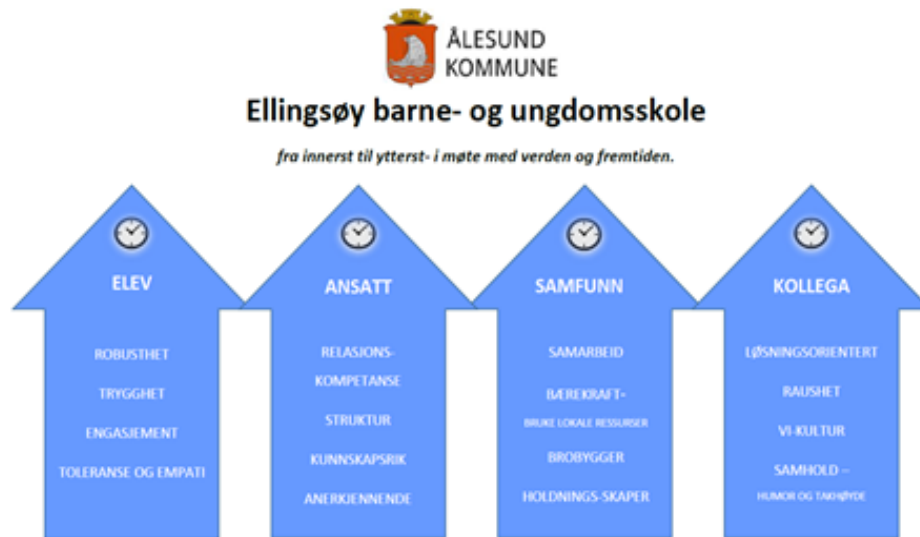 ÅLESUND
KOMMUNE
Ellingsøy barne- og ungdomsskole
fra innerst til ytterst- i møte med verden og fremtiden.
ELEV
ROBUSTHET
TRYGGHET
ENGASJEMENT
TOLERANSE OG EMPATI
ANSATT
RELASJONS-
KOMPETANSE
STRUKTUR
KUNNSKAPSRIK
ANERKJENNENDE
SAMFUNN
SAMARBEID
BÆREKRAFT-
BRUKE LOKALE RESSURSER
BROBYGGER
HOLDNINGS-SKAPER
KOLLEGA
LØSNINGSORIENTERT
RAUSHET
VI-KULTUR
SAMHOLD –
HUMOR OG TAKHØYDE